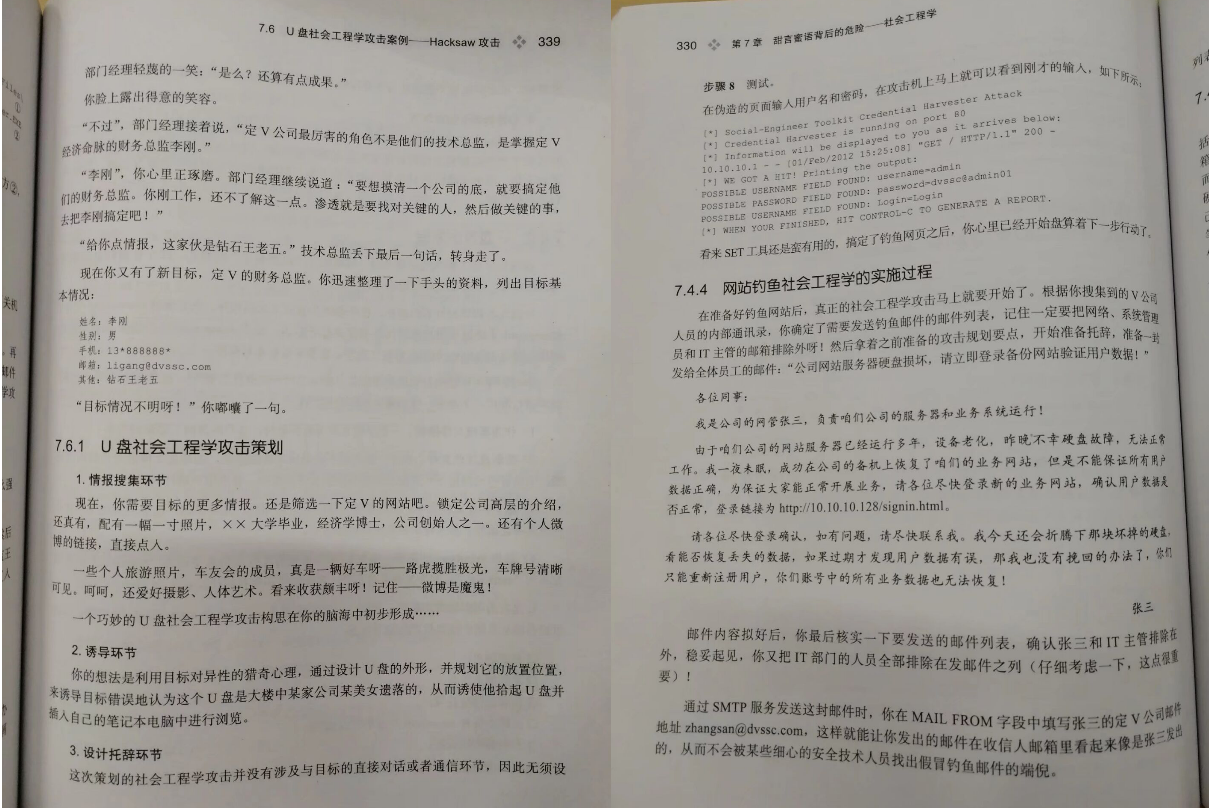 7.6 U 盘社会工程学攻击案例——Hacksaw 攻击 339
部门经理轻蔑的一笑：“是么？还算有点成果。”
你脸上露出得意的笑容。
“不过”，部门经理接着说，“定 V 公司最厉害的角色不是他们的技术总监，是掌握定 V
经济命脉的财务总监李刚。”
“李刚”，你心里正琢磨。部门经理继续说道：“要想摸清一个公司的底，就要搞定他
们的财务总监。你刚工作，还不了解这一点。渗透就是要找对关键的人，然后做关键的事，
去把李刚搞定吧！”
“给你点情报，这家伙是钻石王老五。”技术总监丢下最后一句话，转身走了。
现在你又有了新目标，定 V 的财务总监。你迅速整理了一下手头的资料，列出目标基
本情况：
姓名：李刚
性别：男
手机：13*888888*
邮箱：ligang@dvssc.com
其他：钻石王老五
“目标情况不明呀！”你嘟囔了一句。
7.6.1 U 盘社会工程学攻击策划
1. 情报搜集环节
现在，你需要目标的更多情报。还是筛选一下定 V 的网站吧。锁定公司高层的介绍，
还真有，配有一幅一寸照片，×× 大学毕业，经济学博士，公司创始人之一。还有个人微
博的链接，直接点人。
一些个人旅游照片，车友会的成员，真是一辆好车呀——路虎揽胜极光，车牌号清晰
可见。呵呵，还爱好摄影、人体艺术。看来收获颇丰呀！记住——微博是魔鬼！
一个巧妙的 U 盘社会工程学攻击构思在你的脑海中初步形成……
2. 诱导环节
你的想法是利用目标对异性的猎奇心理，通过设计 U 盘的外形，并规划它的放置位置，
来诱导目标错误地认为这个 U 盘是大楼中某家公司某美女遗落的，从而诱使他拾起 U 盘并
插入自己的笔记本电脑中进行浏览。
3. 设计托辞环节
这次策划的社会工程学攻击并没有涉及与目标的直接对话或者通信环节，因此无须设
330 第 7 章 甜言蜜语背后的危险——社会工程学
步骤 8 测试。
在伪造的页面输入用户名和密码，在攻击机上马上就可以看到刚才的输入，如下所示：
[*] Social-Engineer Toolkit Credential Harvester Attack
[*] Credential Harvester is running on port 80
[*] Information will be displayed to you as it arrives below:
10.10.10.1 - - [01/Feb/2012 15:25:08] "GET / HTTP/1.1" 200 -
[*] WE GOT A HIT! Printing the output:
POSSIBLE USERNAME FIELD FOUND: username=admin
POSSIBLE PASSWORD FIELD FOUND: password=dvssc@admin01
POSSIBLE USERNAME FIELD FOUND: Login=Login
[*] WHEN YOUR FINISHED, HIT CONTROL-C TO GENERATE A REPORT.
看来 SET 工具还是蛮有用的，搞定了钓鱼网页之后，你心里已经开始盘算着下一步行动了。
7.4.4 网站钓鱼社会工程学的实施过程
在准备好钓鱼网站后，真正的社会工程学攻击马上就要开始了。根据你搜集到的 V 公司
人员的内部通讯录，你确定了需要发送钓鱼邮件的邮件列表，记住一定要把网络、系统管理
员和 IT 主管的邮箱排除外呀！然后拿着之前准备的攻击规划要点，开始准备托辞，准备一封
发给全体员工的邮件：“公司网站服务器硬盘损坏，请立即登录备份网站验证用户数据！”
各位同事：
我是公司的网管张三，负责咱们公司的服务器和业务系统运行！
由于咱们公司的网站服务器已经运行多年，设备老化，昨晚不幸硬盘故障，无法正常
工作。我一夜未眠，成功在公司的备机上恢复了咱们的业务网站，但是不能保证所有用户
数据正确，为保证大家能正常开展业务，请各位尽快登录新的业务网站，确认用户数据是
否正常，登录链接为 http://10.10.10.128/signin.html。
请各位尽快登录确认，如有问题，请尽快联系我。我今天还会折腾下那块坏掉的硬盘，
看能否恢复丢失的数据，如果过期才发现用户数据有误，那我也没有挽回的办法了，你们
只能重新注册用户，你们账号中的所有业务数据也无法恢复！
张三
邮件内容拟好后，你最后核实一下要发送的邮件列表，确认张三和 IT 主管排除在
外，稳妥起见，你又把 IT 部门的人员全部排除在发邮件之列（仔细考虑一下，这点很重
要）！
通过 SMTP 服务发送这封邮件时，你在 MAIL FROM 字段中填写张三的定 V 公司邮件
地址 zhangsan@dvssc.com，这样就能让你发出的邮件在收信人邮箱里看起来像是张三发出
的，从而不会被某些细心的安全技术人员找出假冒钓鱼邮件的端倪。